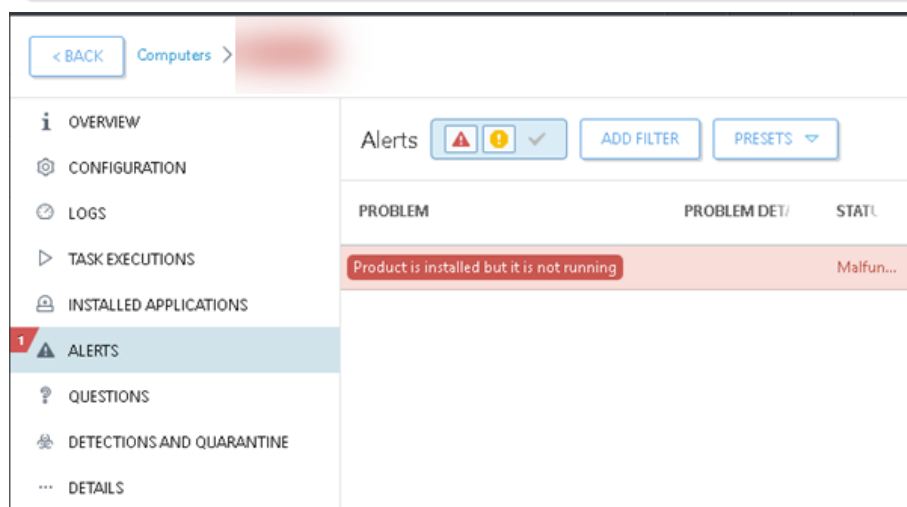 < BACK Computers >
OVERVIEW
CONFIGURATION
LOGS
TASK EXECUTIONS
INSTALLED APPLICATIONS
1 ALERTS
QUESTIONS
DETECTIONS AND QUARANTINE
DETAILS
Alerts ADD FILTER PRESETS
PROBLEM PROBLEM DET STAT
Product is installed but it is not running Malfun...